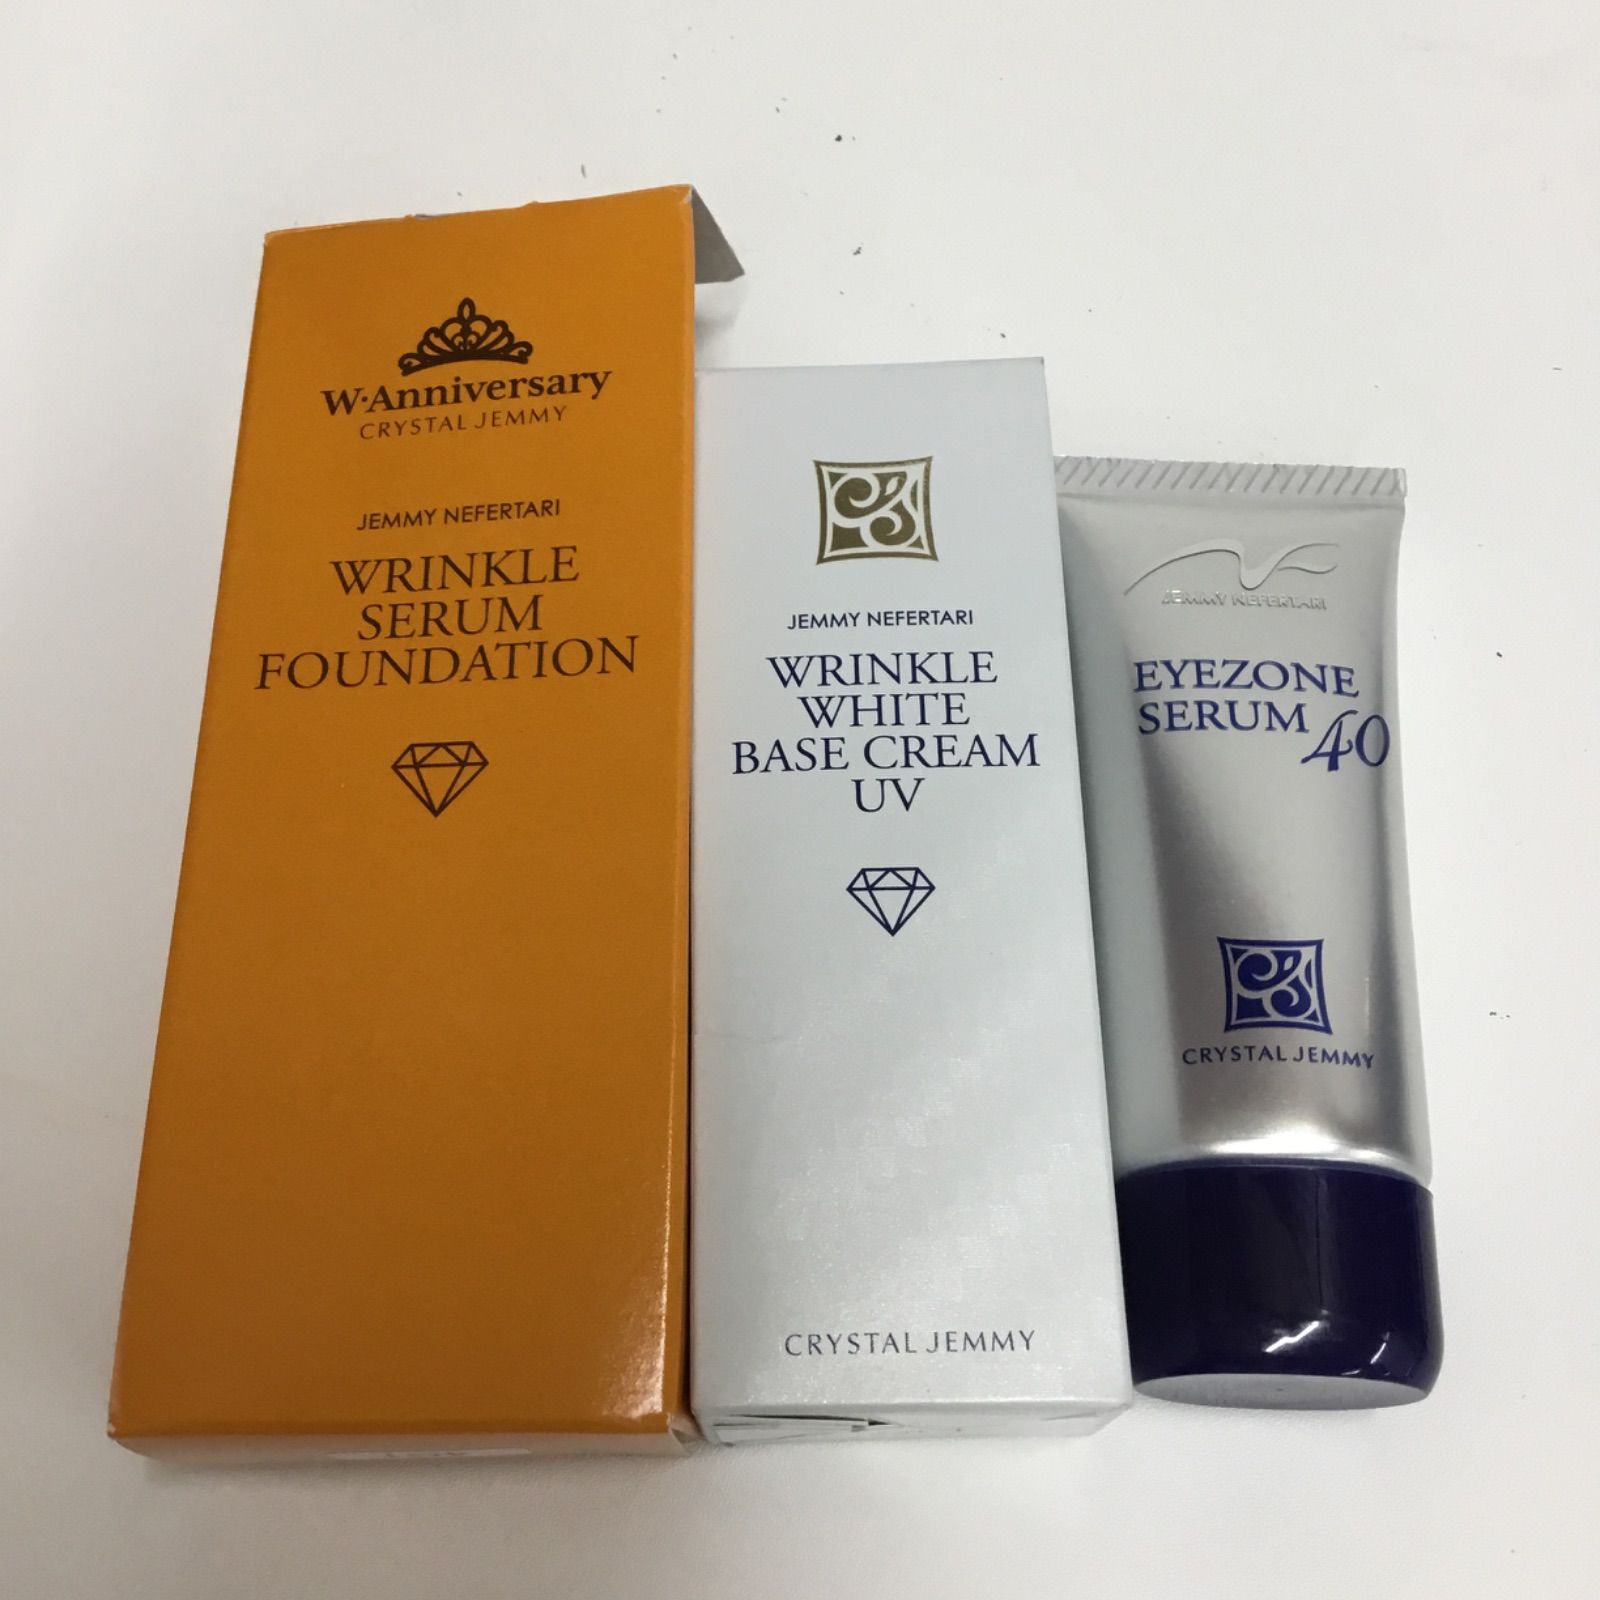 W·Anniversary
CRYSTAL JEMMY
JEMMY NEFERTARI
WRINKLE
SERUM
FOUNDATION
JEMMY NEFERTARI
WRINKLE
WHITE
BASE CREAM
UV
CRYSTAL JEMMY
JEMMY NEFERTARI
EYEZONE
SERUM 40
CRYSTAL JEMMY